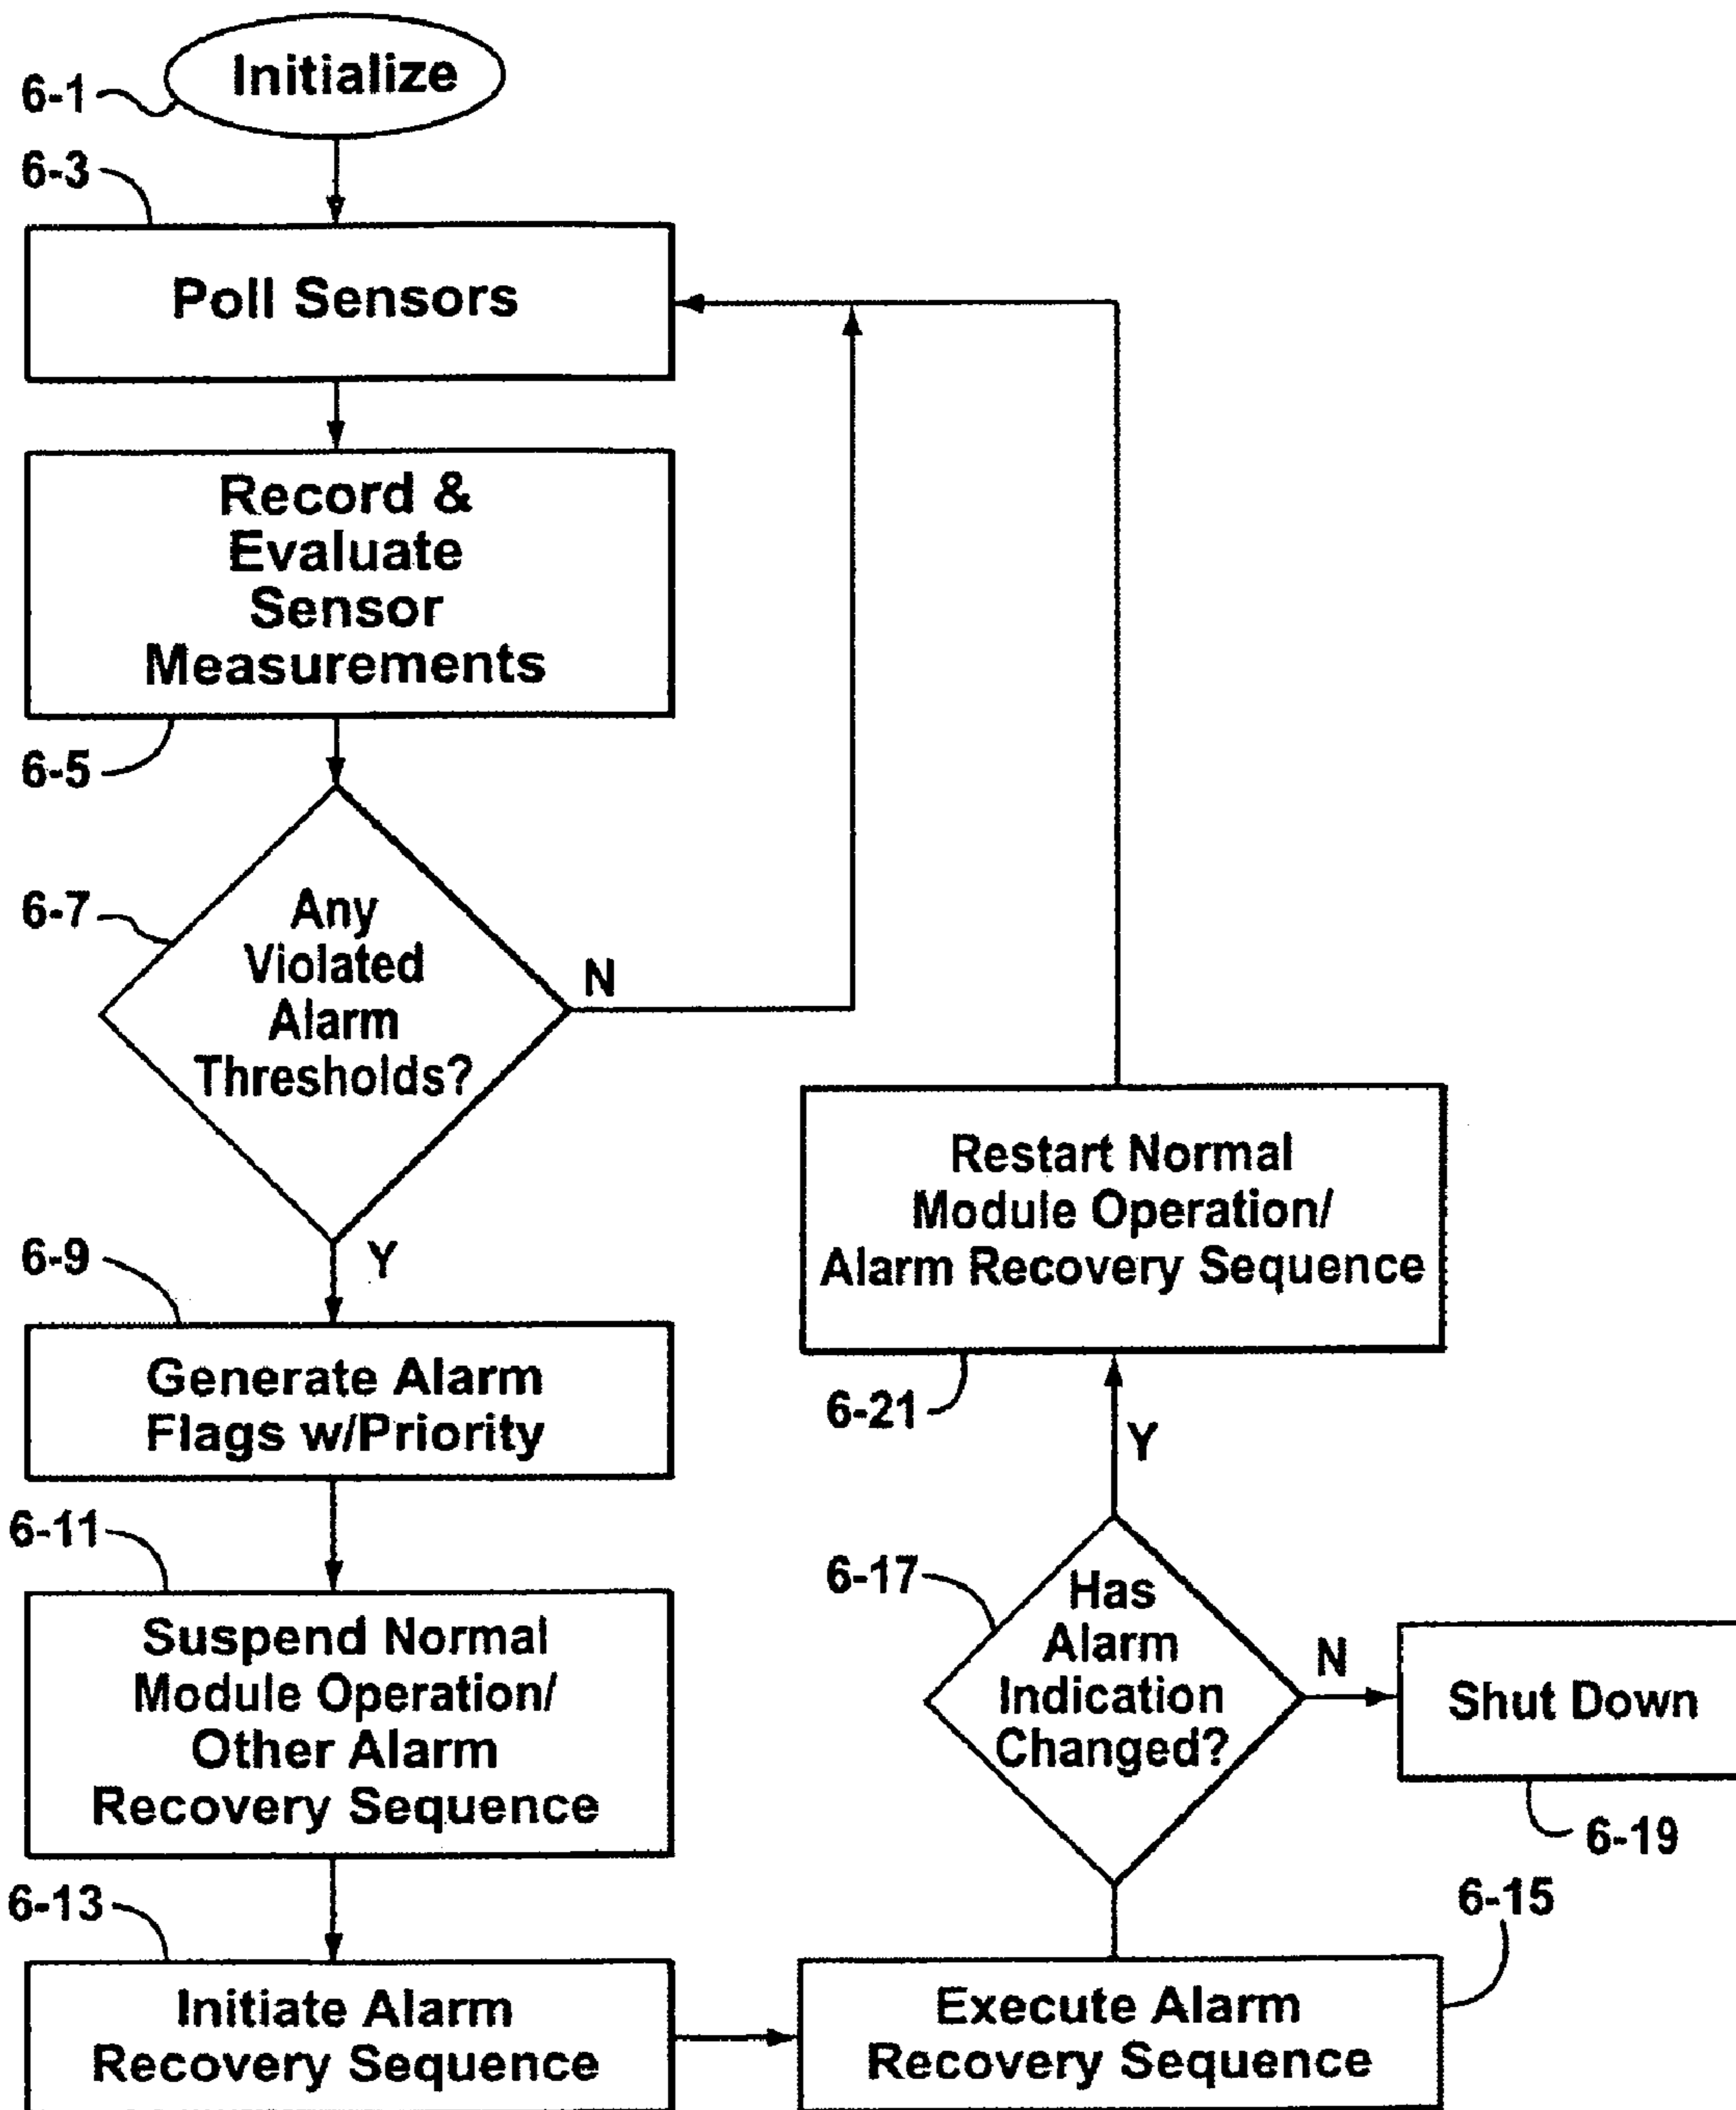 Initialize
6-1
6-3
Poll Sensors
Record &
Evaluate
Sensor
Measurements
6-5
6-7
Any
Violated
Alarm
Thresholds?
N
Y
6-9
Generate Alarm
Flags w/Priority
6-11
Suspend Normal
Module Operation/
Other Alarm
Recovery Sequence
6-13
Initiate Alarm
Recovery Sequence
Execute Alarm
Recovery Sequence
6-15
6-17
Has
Alarm
Indication
Changed?
N
Shut Down
6-19
Y
6-21
Restart Normal
Module Operation/
Alarm Recovery Sequence